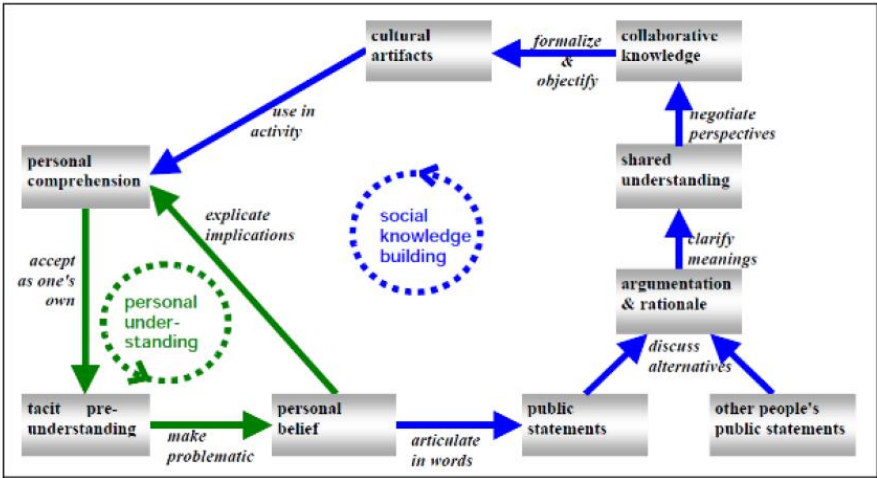 cultural
artifacts
formalize
&
objectify
collaborative
knowledge
use in
activity
negotiate
perspectives
personal
comprehension
shared
understanding
explicate
implications
social
knowledge
building
clarify
meanings
accept
as one's
own
personal
under-
standing
argumentation
& rationale
discuss
alternatives
tacit pre-
understanding
make
problematic
personal
belief
articulate
in words
public
statements
other people's
public statements